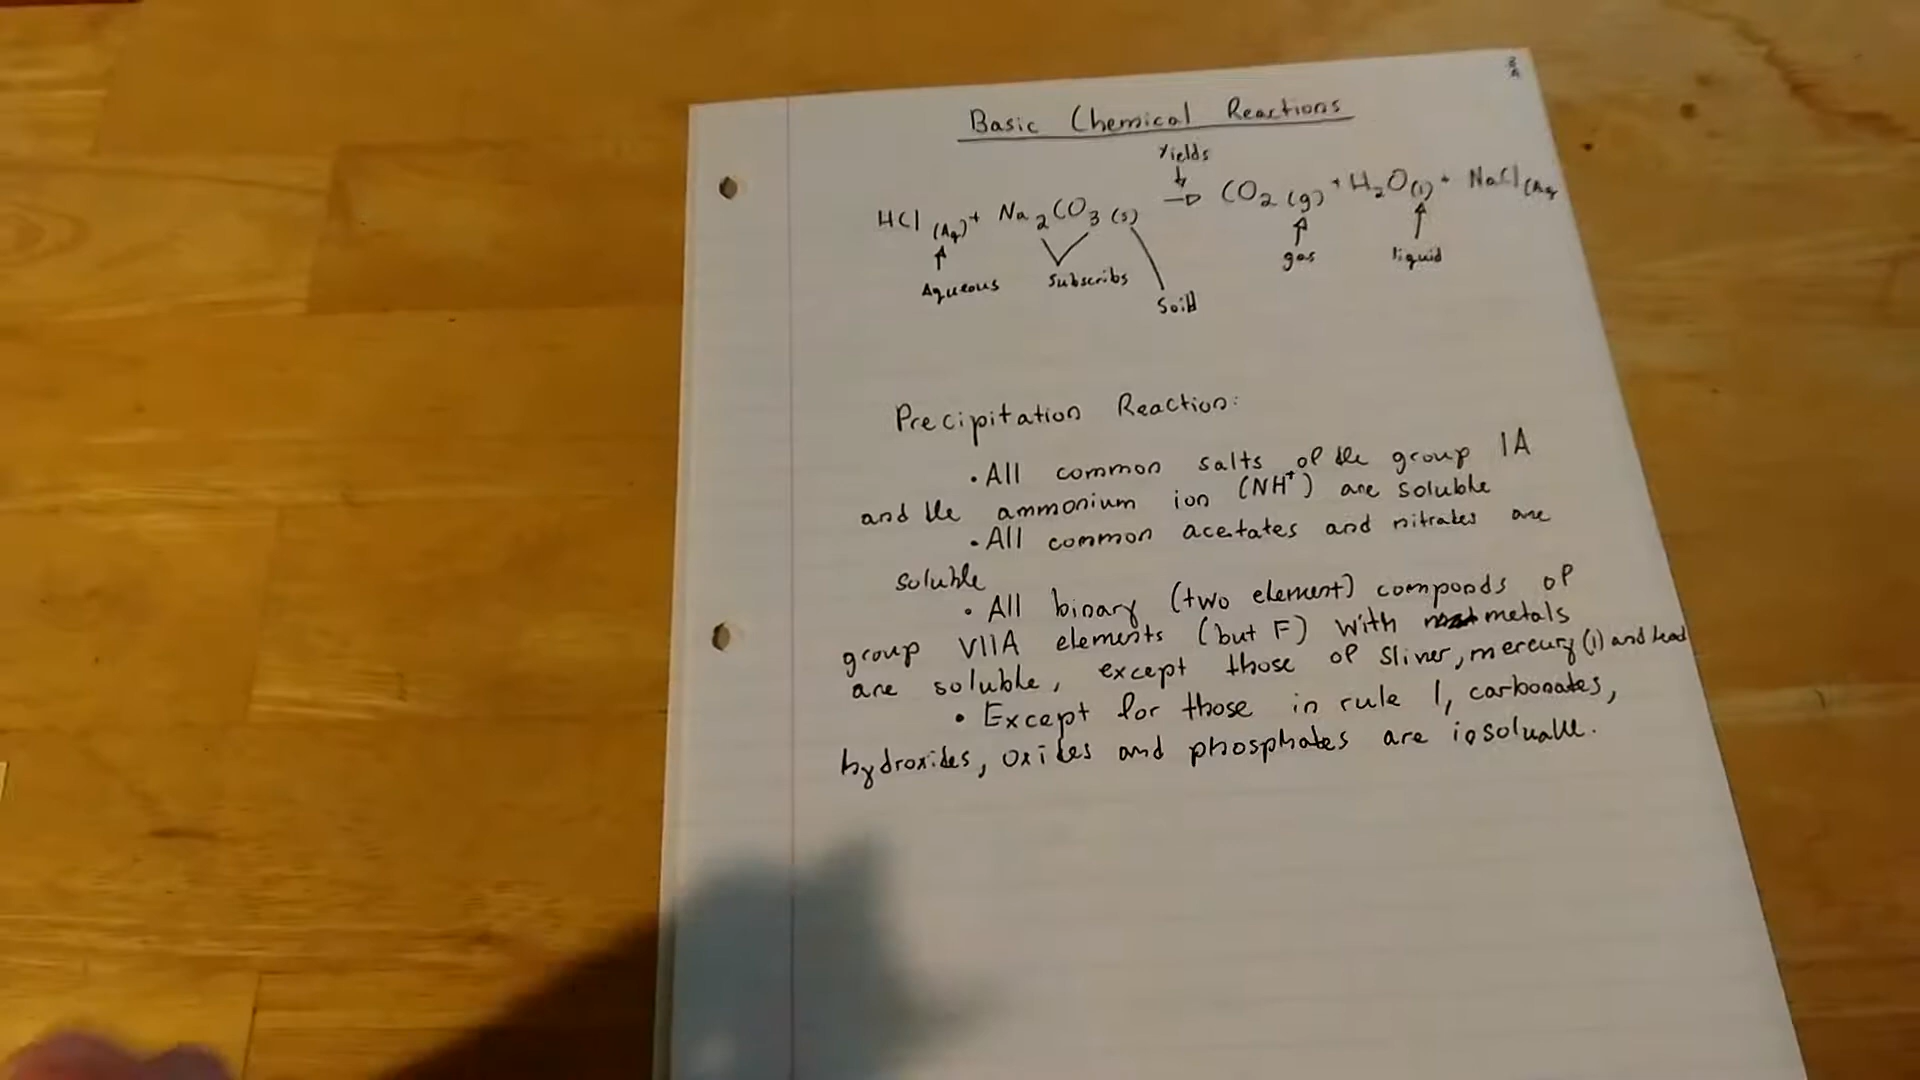 Basic Chemical Reactions
Yields
HCl (Aq) + Na2CO3 (s) → CO2 (g) + H2O(l) + NaCl(Aq
Aqueous Subscribs gas liquid
Soild
Precipitation Reaction:
• All common salts of the group IA
and the ammonium ion (NH+) are soluble
• All common acetates and nitrates are
soluble
• All binary (two element) componds of
group VIIA elements (but F) with metals
are soluble, except those of sliver, mercury (I) and lead
• Except for those in rule 1, carbonates,
hydroxides, oxides and phosphates are insoluable.